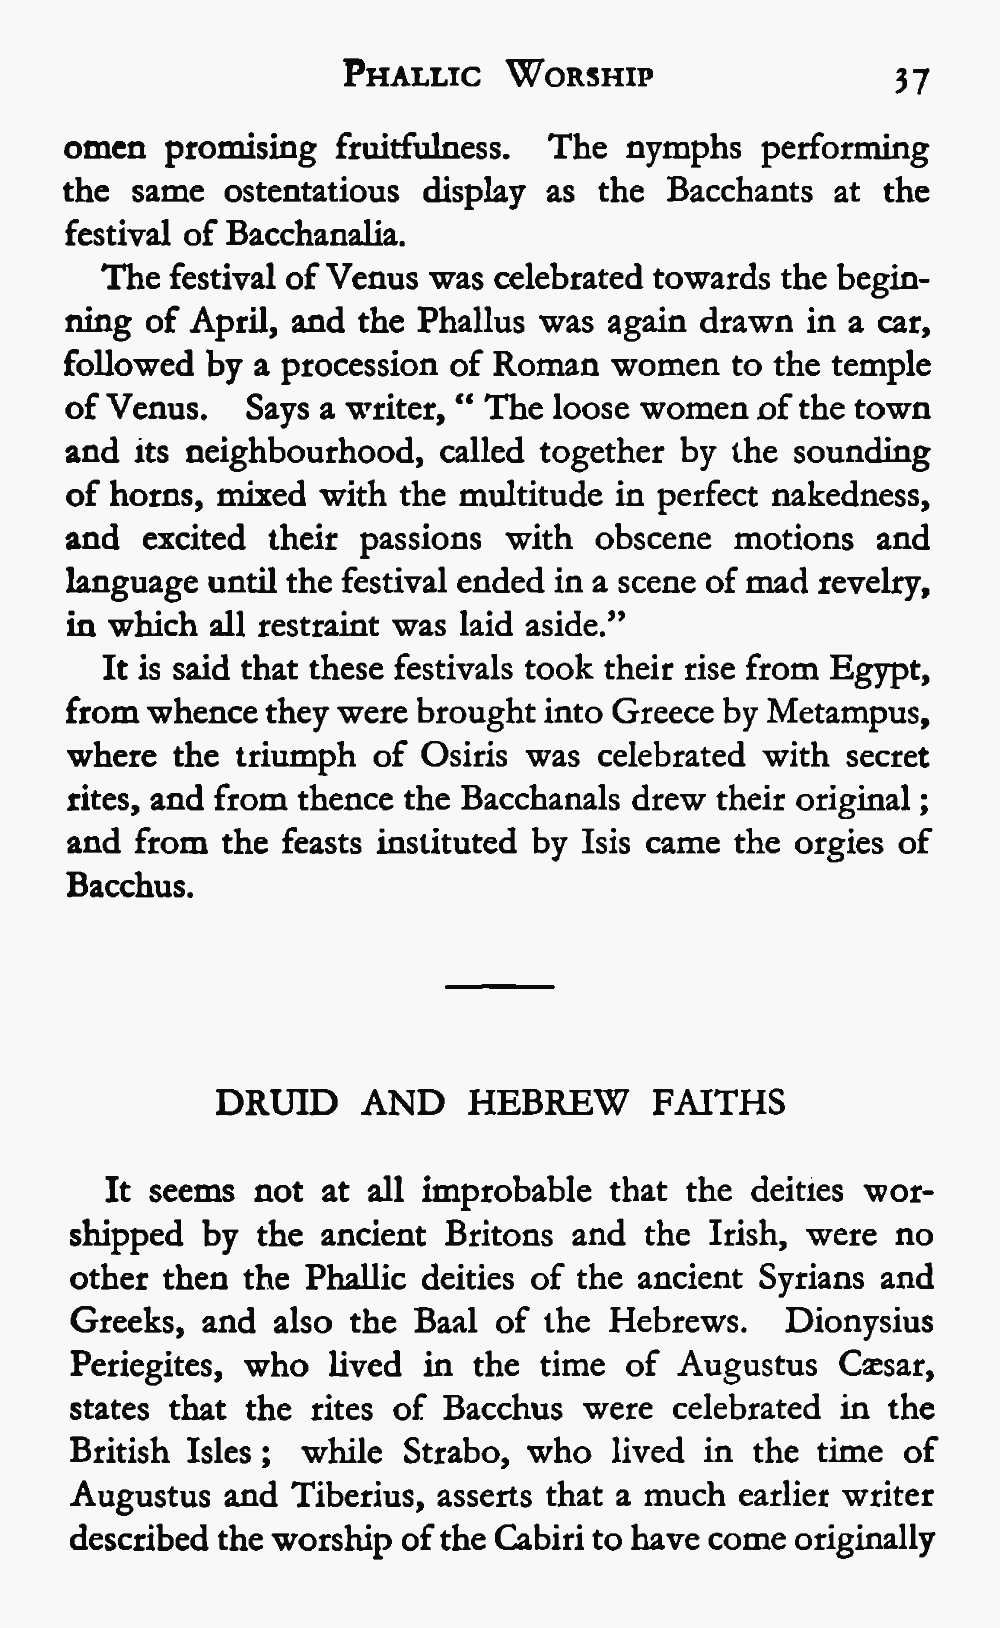 PHALLIC WORSHIP 37
omen promising fruitfulness. The nymphs performing
the same ostentatious display as the Bacchants at the
festival of Bacchanalia.
The festival of Venus was celebrated towards the begin-
ning of April, and the Phallus was again drawn in a car,
followed by a procession of Roman women to the temple
of Venus. Says a writer, “ The loose women of the town
and its neighbourhood, called together by the sounding
of horns, mixed with the multitude in perfect nakedness,
and excited their passions with obscene motions and
language until the festival ended in a scene of mad revelry,
in which all restraint was laid aside.”
It is said that these festivals took their rise from Egypt,
from whence they were brought into Greece by Metampus,
where the triumph of Osiris was celebrated with secret
rites, and from thence the Bacchanals drew their original ;
and from the feasts instituted by Isis came the orgies of
Bacchus.
DRUID AND HEBREW FAITHS
It seems not at all improbable that the deities wor-
shipped by the ancient Britons and the Irish, were no
other then the Phallic deities of the ancient Syrians and
Greeks, and also the Baal of the Hebrews. Dionysius
Periegites, who lived in the time of Augustus Cæsar,
states that the rites of Bacchus were celebrated in the
British Isles ; while Strabo, who lived in the time of
Augustus and Tiberius, asserts that a much earlier writer
described the worship of the Cabiri to have come originally